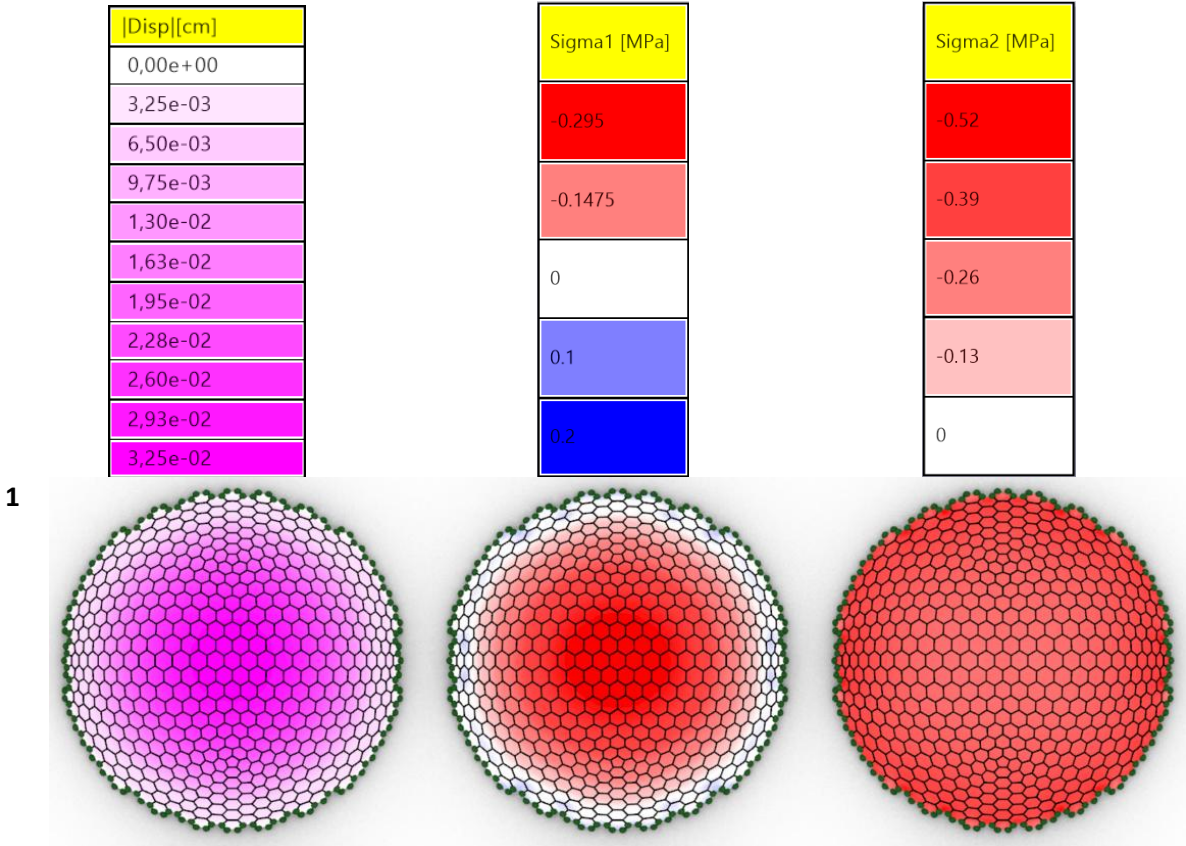 |Disp|[cm]
0,00e+00
3,25e-03
6,50e-03
9,75e-03
1,30e-02
1,63e-02
1,95e-02
2,28e-02
2,60e-02
2,93e-02
3,25e-02
Sigma1 [MPa]
-0.295
-0.1475
0
0.1
0.2
Sigma2 [MPa]
-0.52
-0.39
-0.26
-0.13
0
1